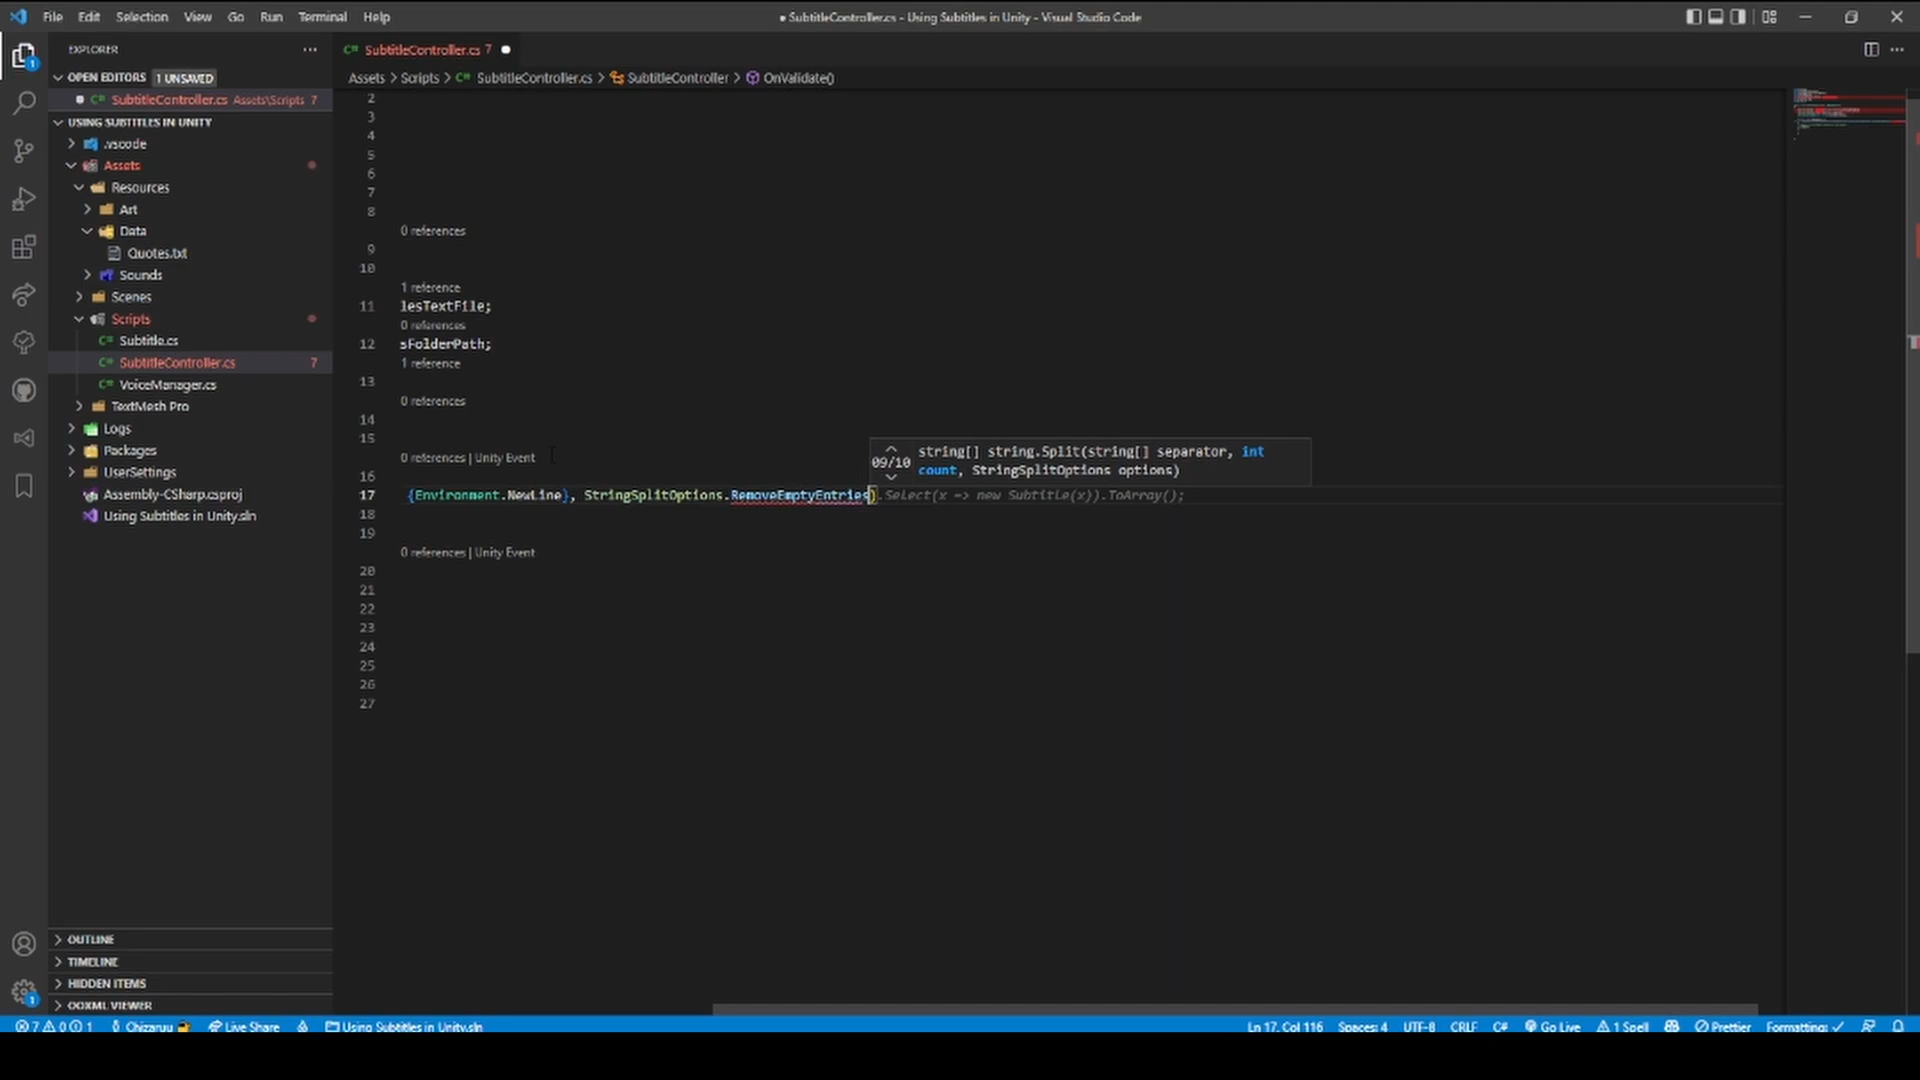 File Edit Selection View Go Run Terminal Help
● SubtitleController.cs - Using Subtitles in Unity - Visual Studio Code
EXPLORER
OPEN EDITORS 1 UNSAVED
SubtitleController.cs Assets\Scripts 7
USING SUBTITLES IN UNITY
.vscode
Assets
Resources
Art
Data
Quotes.txt
Sounds
Scenes
Scripts
C# Subtitle.cs
C# SubtitleController.cs 7
C# VoiceManager.cs
TextMesh Pro
Logs
Packages
UserSettings
Assembly-CSharp.csproj
Using Subtitles in Unity.sln
OUTLINE
TIMELINE
HIDDEN ITEMS
OOXML VIEWER
C# SubtitleController.cs 7 ●
Assets > Scripts > C# SubtitleController.cs > SubtitleController > OnValidate()
2
3
4
5
6
7
8
0 references
9
10
1 reference
11 lesTextFile;
0 references
12 sFolderPath;
1 reference
13
0 references
14
15
0 references | Unity Event
16
09/10 string[] string.Split(string[] separator, int
count, StringSplitOptions options)
17 {Environment.NewLine}, StringSplitOptions.RemoveEmptyEntries).Select(x => new Subtitle(x)).ToArray();
18
19
0 references | Unity Event
20
21
22
23
24
25
26
27
7 0 1 Chizaruu Live Share Using Subtitles in Unity.sln
Ln 17, Col 116 Spaces: 4 UTF-8 CRLF C# Go Live 1 Spell Prettier Formatting: ✓